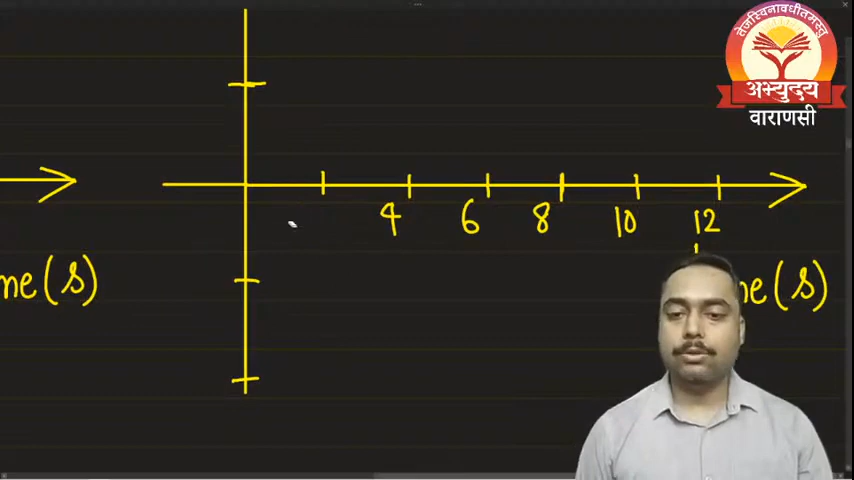 तेजस्विनावधीतमस्तु
अभ्युदय
वाराणसी
4 6 8 10 12
me(s)
me(s)